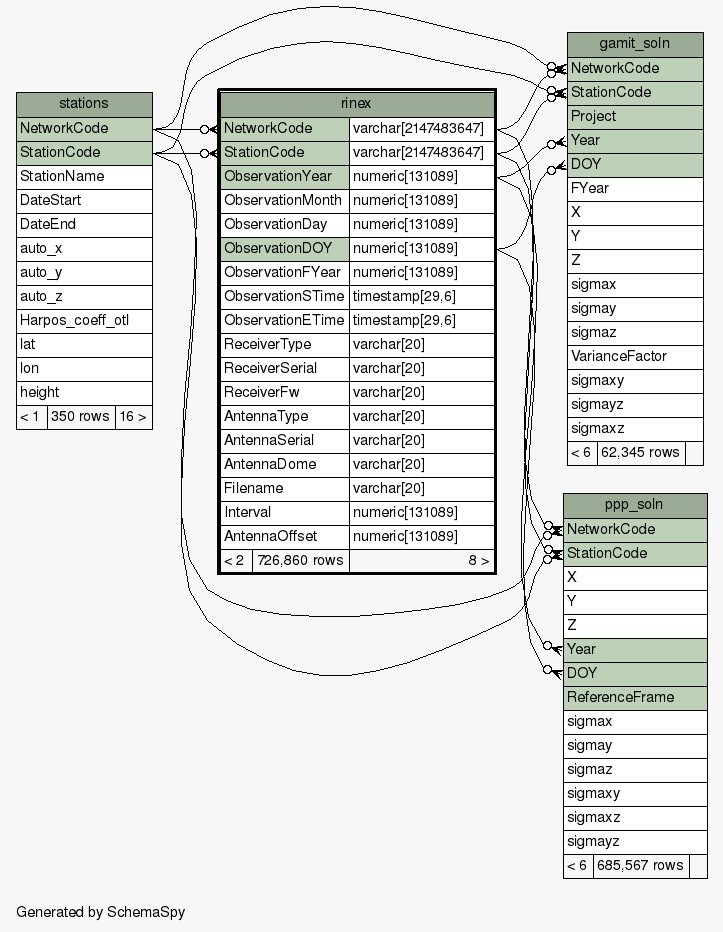 stations
NetworkCode
StationCode
StationName
DateStart
DateEnd
auto_x
auto_y
auto_z
Harpos_coeff_otl
lat
lon
height
< 1 350 rows 16 >
rinex
NetworkCode varchar[2147483647]
StationCode varchar[2147483647]
ObservationYear numeric[131089]
ObservationMonth numeric[131089]
ObservationDay numeric[131089]
ObservationDOY numeric[131089]
ObservationFYear numeric[131089]
ObservationSTime timestamp[29,6]
ObservationETime timestamp[29,6]
ReceiverType varchar[20]
ReceiverSerial varchar[20]
ReceiverFw varchar[20]
AntennaType varchar[20]
AntennaSerial varchar[20]
AntennaDome varchar[20]
Filename varchar[20]
Interval numeric[131089]
AntennaOffset numeric[131089]
< 2 726,860 rows 8 >
gamit_soln
NetworkCode
StationCode
Project
Year
DOY
FYear
X
Y
Z
sigmax
sigmay
sigmaz
VarianceFactor
sigmaxy
sigmayz
sigmaxz
< 6 62,345 rows
ppp_soln
NetworkCode
StationCode
X
Y
Z
Year
DOY
ReferenceFrame
sigmax
sigmay
sigmaz
sigmaxy
sigmaxz
sigmayz
< 6 685,567 rows
Generated by SchemaSpy